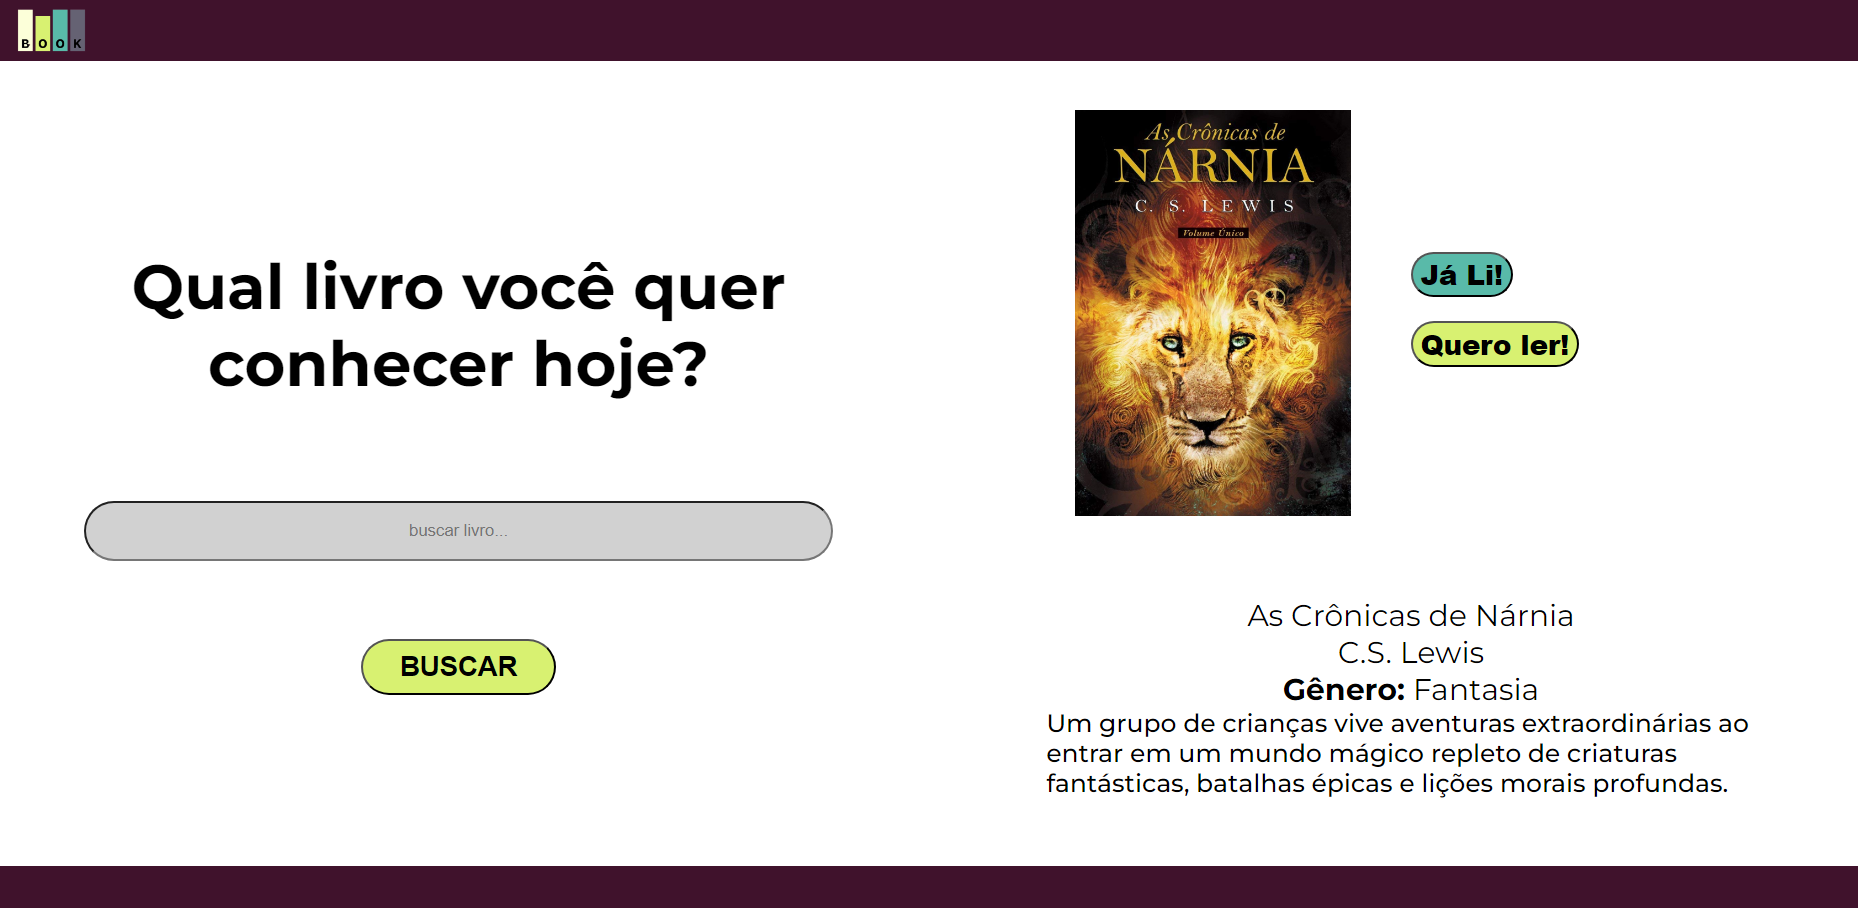 BOOK
Qual livro você quer
conhecer hoje?
buscar livro...
BUSCAR
As Crônicas de
NÁRNIA
C. S. LEWIS
Volume Único
Já Li!
Quero ler!
As Crônicas de Nárnia
C.S. Lewis
Gênero: Fantasia
Um grupo de crianças vive aventuras extraordinárias ao
entrar em um mundo mágico repleto de criaturas
fantásticas, batalhas épicas e lições morais profundas.